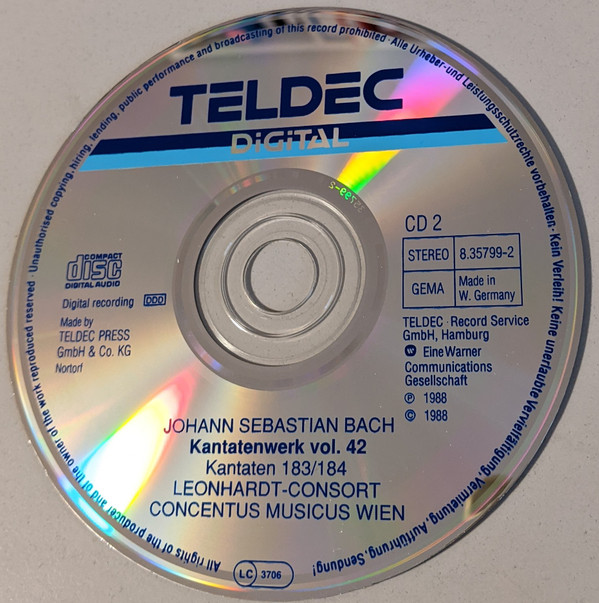 All rights of the producer and of the owner of the work reproduced reserved · Unauthorised copying, hiring, lending, public performance and broadcasting of this record prohibited · Alle Urheber- und Leistungsschutzrechte vorbehalten · Kein Verleih! Keine unerlaubte Vervielfältigung, Vermietung, Aufführung, Sendung!
TELDEC
DiGiTAL
CD 2
STEREO 8.35799-2
GEMA Made in
W. Germany
COMPACT
disc
DIGITAL AUDIO
Digital recording DDD
Made by
TELDEC PRESS
GmbH & Co. KG
Nortorf
TELDEC · Record Service
GmbH, Hamburg
Eine Warner
Communications
Gesellschaft
℗ 1988
© 1988
JOHANN SEBASTIAN BACH
Kantatenwerk vol. 42
Kantaten 183/184
LEONHARDT-CONSORT
CONCENTUS MUSICUS WIEN
LC 3706